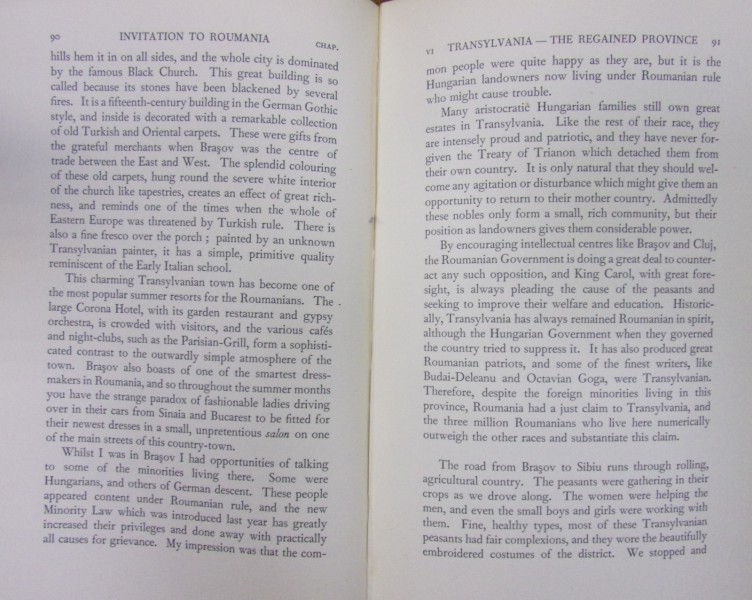 90 INVITATION TO ROUMANIA CHAP.
hills hem it in on all sides, and the whole city is dominated
by the famous Black Church. This great building is so
called because its stones have been blackened by several
fires. It is a fifteenth-century building in the German Gothic
style, and inside is decorated with a remarkable collection
of old Turkish and Oriental carpets. These were gifts from
the grateful merchants when Braşov was the centre of
trade between the East and West. The splendid colouring
of these old carpets, hung round the severe white interior
of the church like tapestries, creates an effect of great rich-
ness, and reminds one of the times when the whole of
Eastern Europe was threatened by Turkish rule. There is
also a fine fresco over the porch ; painted by an unknown
Transylvanian painter, it has a simple, primitive quality
reminiscent of the Early Italian school.
This charming Transylvanian town has become one of
the most popular summer resorts for the Roumanians. The
large Corona Hotel, with its garden restaurant and gypsy
orchestra, is crowded with visitors, and the various cafés
and night-clubs, such as the Parisian-Grill, form a sophisti-
cated contrast to the outwardly simple atmosphere of the
town. Braşov also boasts of one of the smartest dress-
makers in Roumania, and so throughout the summer months
you have the strange paradox of fashionable ladies driving
over in their cars from Sinaia and Bucarest to be fitted for
their newest dresses in a small, unpretentious salon on one
of the main streets of this country-town.
Whilst I was in Braşov I had opportunities of talking
to some of the minorities living there. Some were
Hungarians, and others of German descent. These people
appeared content under Roumanian rule, and the new
Minority Law which was introduced last year has greatly
increased their privileges and done away with practically
all causes for grievance. My impression was that the com-
VI TRANSYLVANIA — THE REGAINED PROVINCE 91
mon people were quite happy as they are, but it is the
Hungarian landowners now living under Roumanian rule
who might cause trouble.
Many aristocratic Hungarian families still own great
estates in Transylvania. Like the rest of their race, they
are intensely proud and patriotic, and they have never for-
given the Treaty of Trianon which detached them from
their own country. It is only natural that they should wel-
come any agitation or disturbance which might give them an
opportunity to return to their mother country. Admittedly
these nobles only form a small, rich community, but their
position as landowners gives them considerable power.
By encouraging intellectual centres like Braşov and Cluj,
the Roumanian Government is doing a great deal to counter-
act any such opposition, and King Carol, with great fore-
sight, is always pleading the cause of the peasants and
seeking to improve their welfare and education. Historic-
ally, Transylvania has always remained Roumanian in spirit,
although the Hungarian Government when they governed
the country tried to suppress it. It has also produced great
Roumanian patriots, and some of the finest writers, like
Budai-Deleanu and Octavian Goga, were Transylvanian.
Therefore, despite the foreign minorities living in this
province, Roumania had a just claim to Transylvania, and
the three million Roumanians who live here numerically
outweigh the other races and substantiate this claim.
The road from Braşov to Sibiu runs through rolling,
agricultural country. The peasants were gathering in their
crops as we drove along. The women were helping the
men, and even the small boys and girls were working with
them. Fine, healthy types, most of these Transylvanian
peasants had fair complexions, and they wore the beautifully
embroidered costumes of the district. We stopped and